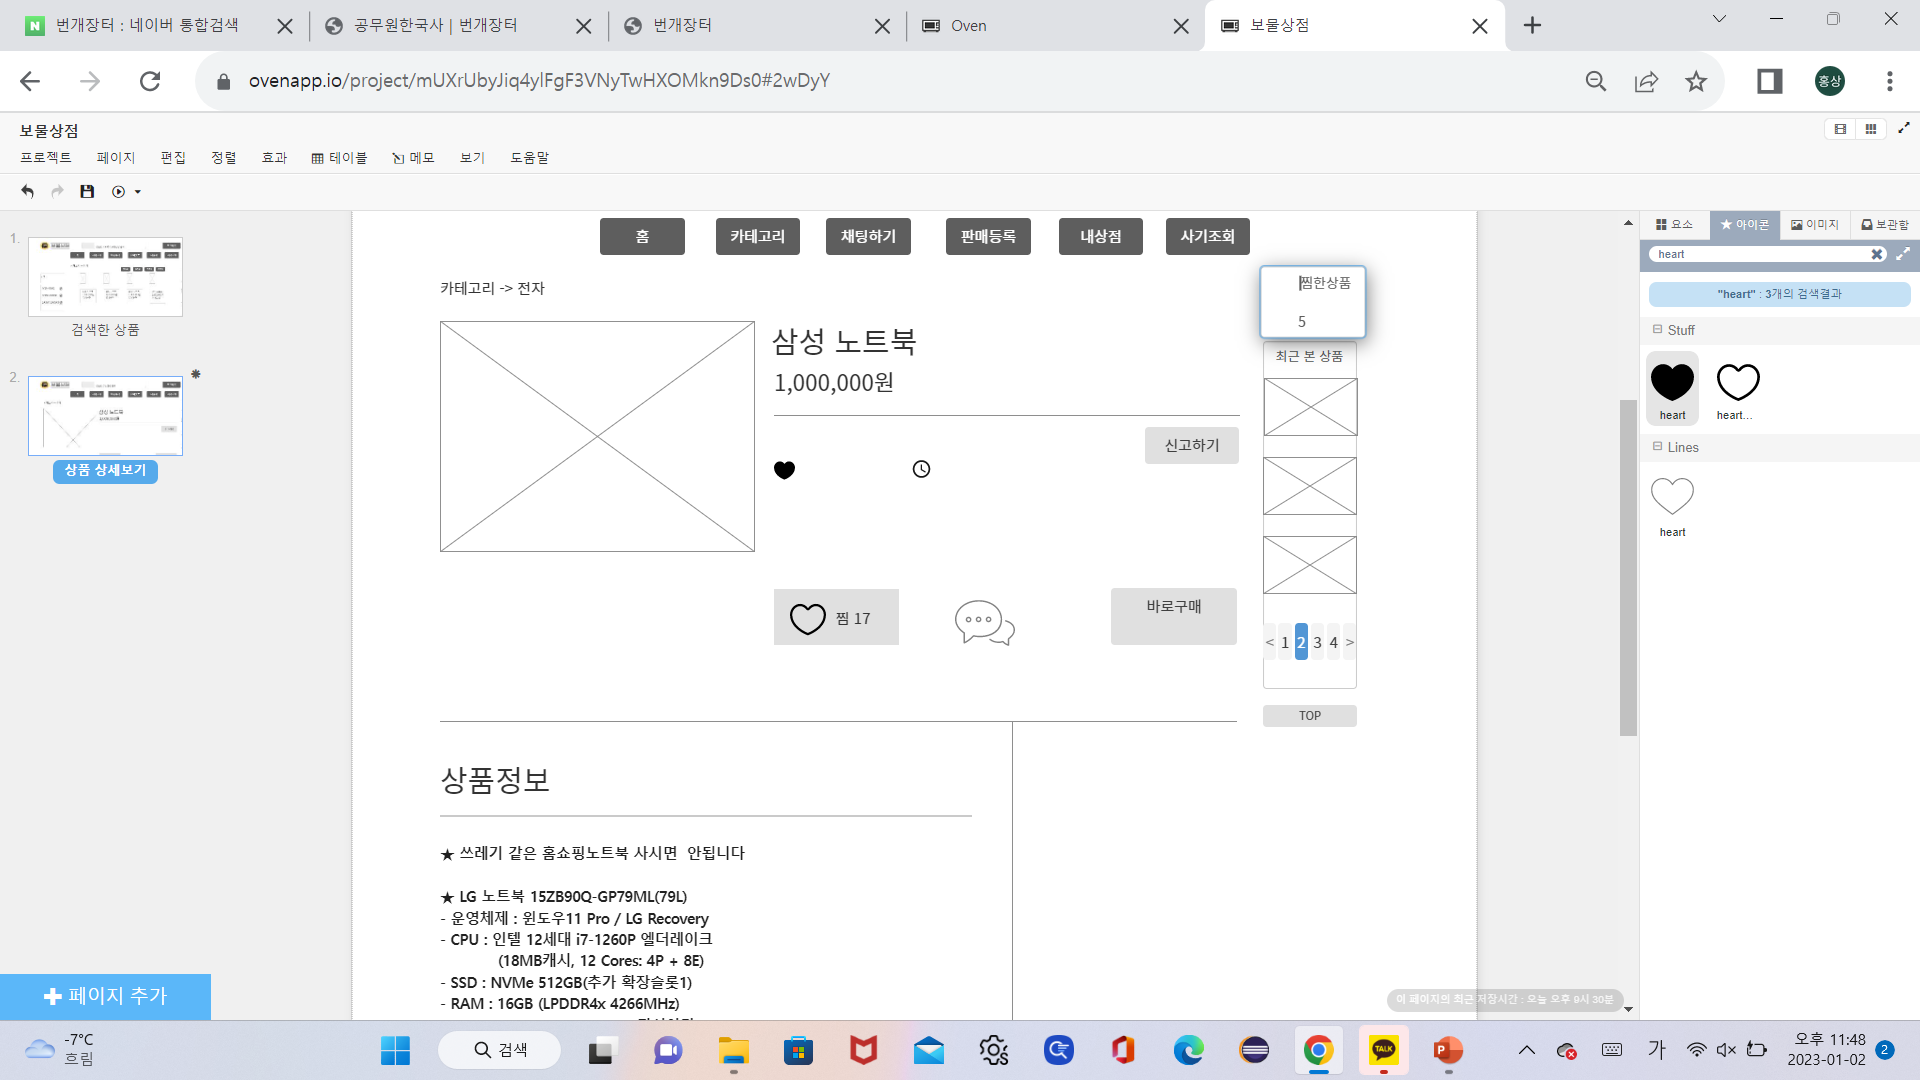 번개장터 : 네이버 통합검색
공무원한국사 | 번개장터
번개장터
Oven
보물상점
ovenapp.io/project/mUXrUbyJiq4ylFgF3VNyTwHXOMkn9Ds0#2wDyY
홍상
보물상점
프로젝트 페이지 편집 정렬 효과 테이블 메모 보기 도움말
1.
검색한 상품
2.
상품 상세보기
페이지 추가
홈 카테고리 채팅하기 판매등록 내상점 사기조회
카테고리 -> 전자
찜한상품
5
삼성 노트북
1,000,000원
신고하기
최근 본 상품
찜 17
바로구매
< 1 2 3 4 >
TOP
상품정보
★ 쓰레기 같은 홈쇼핑노트북 사시면 안됩니다
★ LG 노트북 15ZB90Q-GP79ML(79L)
- 운영체제 : 윈도우11 Pro / LG Recovery
- CPU : 인텔 12세대 i7-1260P 엘더레이크
(18MB캐시, 12 Cores: 4P + 8E)
- SSD : NVMe 512GB(추가 확장슬롯1)
- RAM : 16GB (LPDDR4x 4266MHz)
이 페이지의 최근 저장시간 : 오늘 오후 9시 30분
요소 아이콘 이미지 보관함
heart
"heart" : 3개의 검색결과
Stuff
heart heart...
Lines
heart
-7°C
흐림
검색
TALK
가
오후 11:48
2023-01-02
2